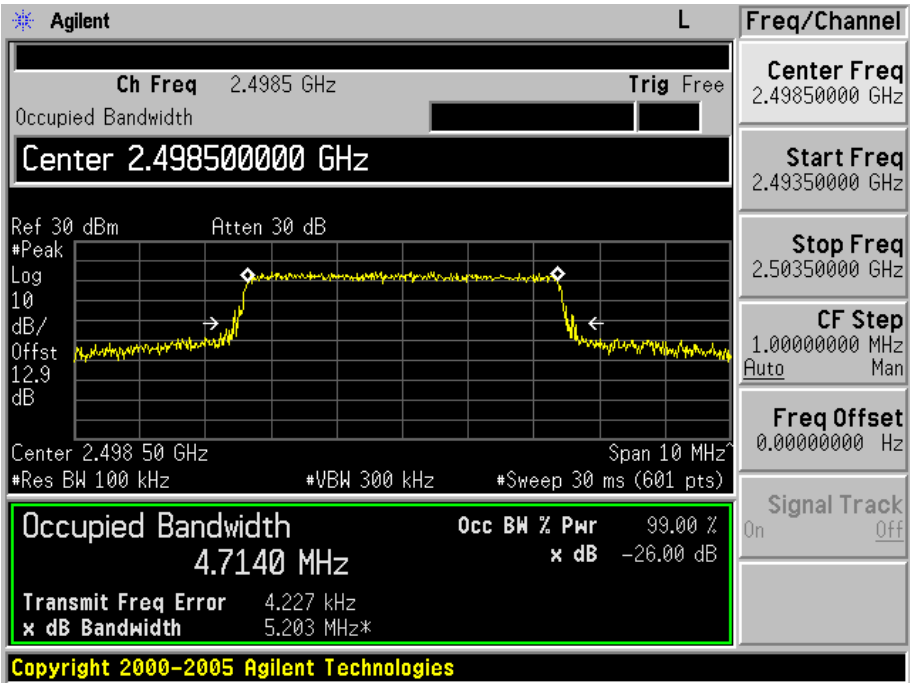 Agilent L
Freq/Channel
Ch Freq 2.4985 GHz Trig Free
Occupied Bandwidth
Center 2.498500000 GHz
Ref 30 dBm Atten 30 dB
#Peak
Log
10
dB/
Offst
12.9
dB
Center 2.498 50 GHz Span 10 MHz^
#Res BW 100 kHz #VBW 300 kHz #Sweep 30 ms (601 pts)
Occupied Bandwidth Occ BW % Pwr 99.00 %
4.7140 MHz x dB -26.00 dB
Transmit Freq Error 4.227 kHz
x dB Bandwidth 5.203 MHz*
Center Freq
2.49850000 GHz
Start Freq
2.49350000 GHz
Stop Freq
2.50350000 GHz
CF Step
1.00000000 MHz
Auto Man
Freq Offset
0.00000000 Hz
Signal Track
On Off
Copyright 2000-2005 Agilent Technologies